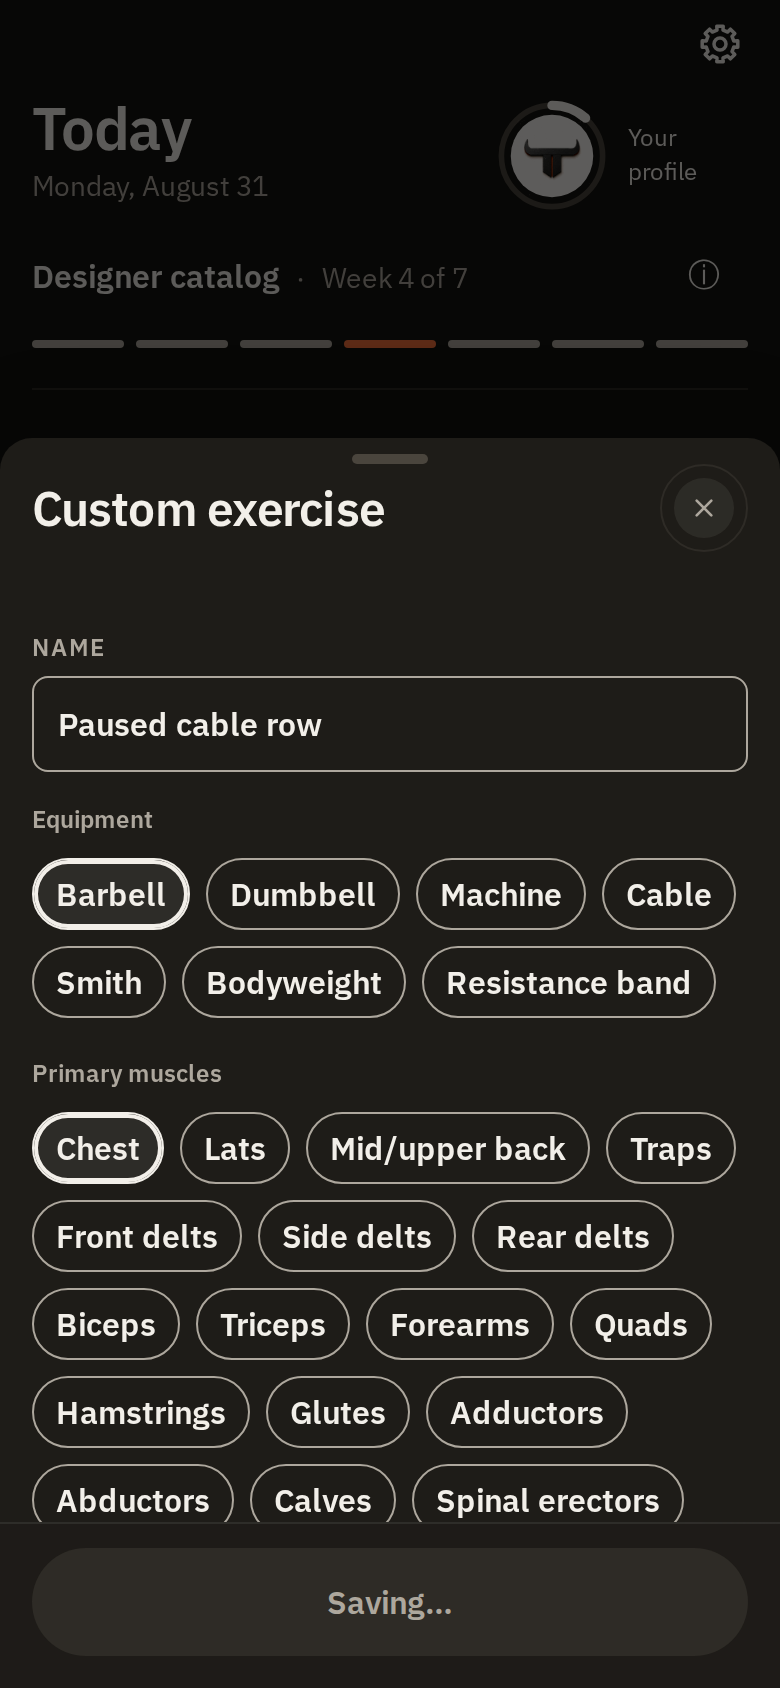 Today
Monday, August 31
Your
profile
Designer catalog · Week 4 of 7
Custom exercise
NAME
Paused cable row
Equipment
Barbell Dumbbell Machine Cable
Smith Bodyweight Resistance band
Primary muscles
Chest Lats Mid/upper back Traps
Front delts Side delts Rear delts
Biceps Triceps Forearms Quads
Hamstrings Glutes Adductors
Abductors Calves Spinal erectors
Saving...